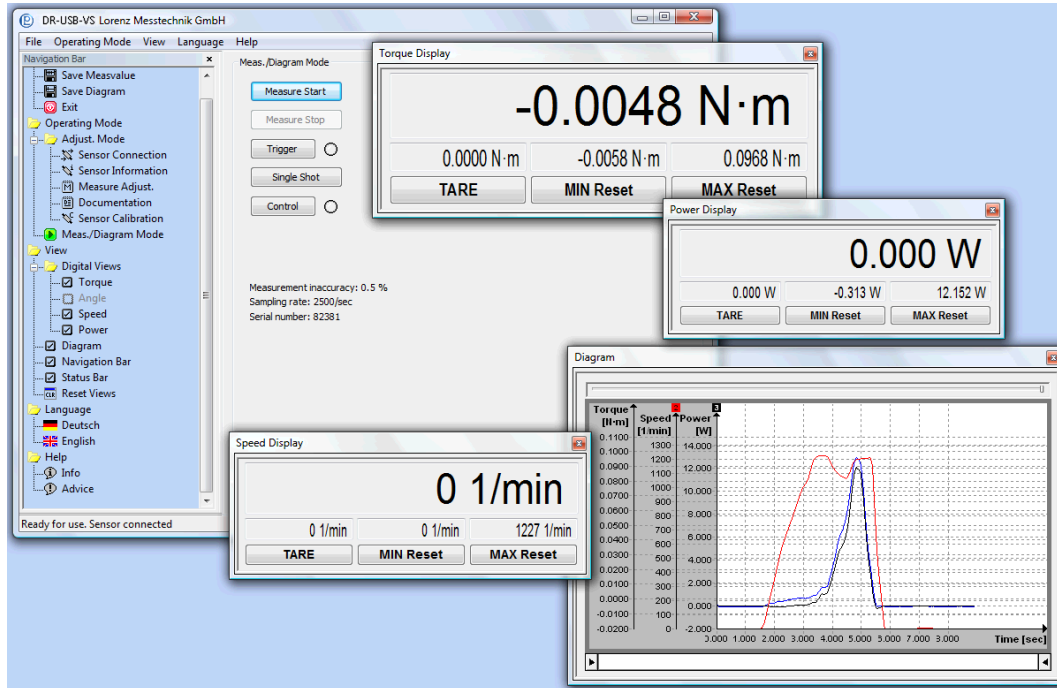 DR-USB-VS Lorenz Messtechnik GmbH
File Operating Mode View Language Help
Navigation Bar
Save Measvalue
Save Diagram
Exit
Operating Mode
Adjust. Mode
Sensor Connection
Sensor Information
Measure Adjust.
Documentation
Sensor Calibration
Meas./Diagram Mode
View
Digital Views
Torque
Angle
Speed
Power
Diagram
Navigation Bar
Status Bar
CLR Reset Views
Language
Deutsch
English
Help
Info
Advice
Ready for use. Sensor connected
Meas./Diagram Mode
Measure Start
Measure Stop
Trigger
Single Shot
Control
Measurement inaccuracy: 0.5 %
Sampling rate: 2500/sec
Serial number: 82381
Torque Display
-0.0048 N·m
0.0000 N·m -0.0058 N·m 0.0968 N·m
TARE MIN Reset MAX Reset
Power Display
0.000 W
0.000 W -0.313 W 12.152 W
TARE MIN Reset MAX Reset
Speed Display
0 1/min
0 1/min 0 1/min 1227 1/min
TARE MIN Reset MAX Reset
Diagram
3
Torque Speed Power
[N·m] [1/min] [W]
0.1100 1300 14.000
0.1000 1200
0.0900 1100 12.000
0.0800 1000
0.0700 900 10.000
0.0600 800 8.000
0.0500 700
0.0400 600 6.000
0.0300 500 4.000
0.0200 400
0.0100 300 2.000
0.0000 200 0.000
-0.0100 100
-0.0200 0 -2.000
1.000 2.000 3.000 4.000 5.000 6.000 7.000 Time [sec]